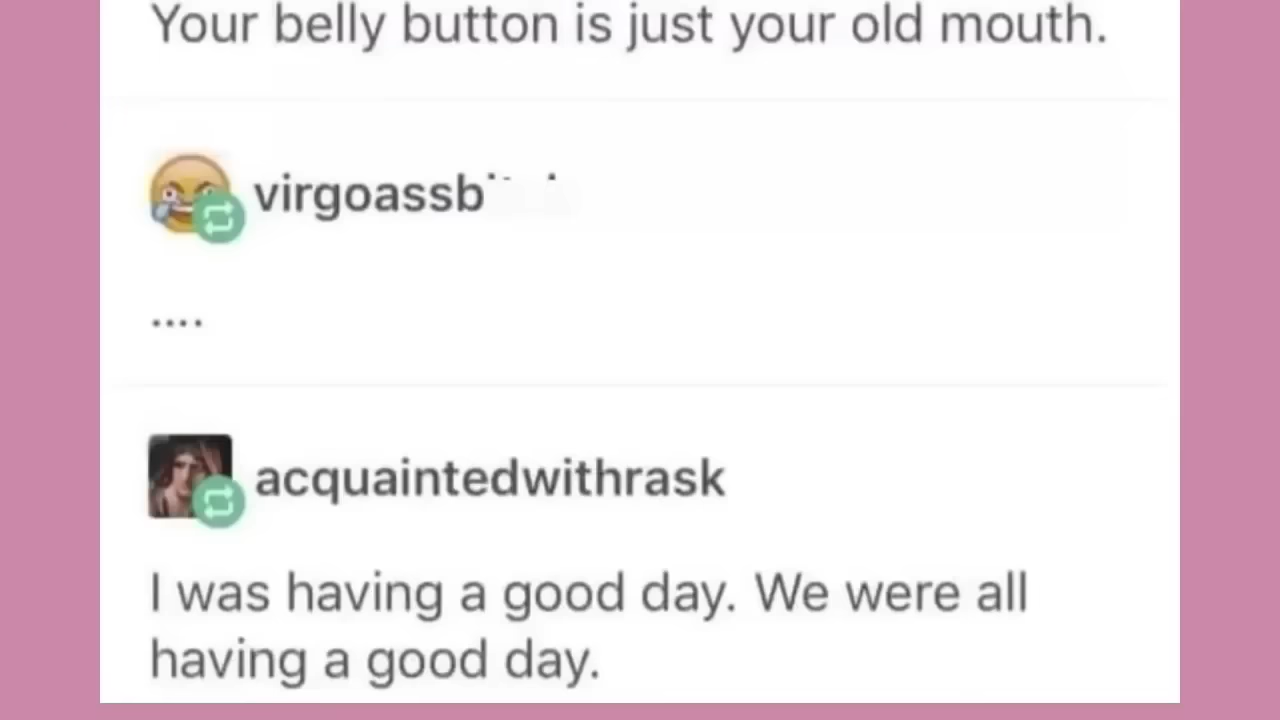 Your belly button is just your old mouth.
virgoassb
....
acquaintedwithrask
I was having a good day. We were all
having a good day.